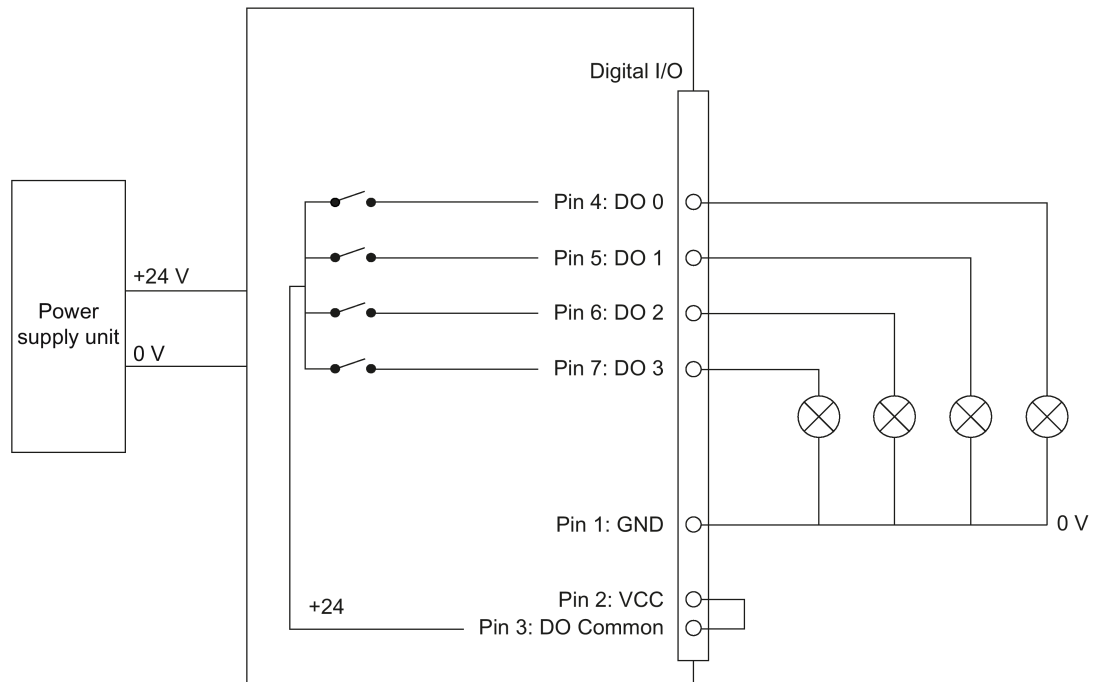 Digital I/O
Pin 4: DO 0
Pin 5: DO 1
+24 V
Pin 6: DO 2
Power
supply unit
0 V
Pin 7: DO 3
Pin 1: GND
0 V
Pin 2: VCC
+24
Pin 3: DO Common